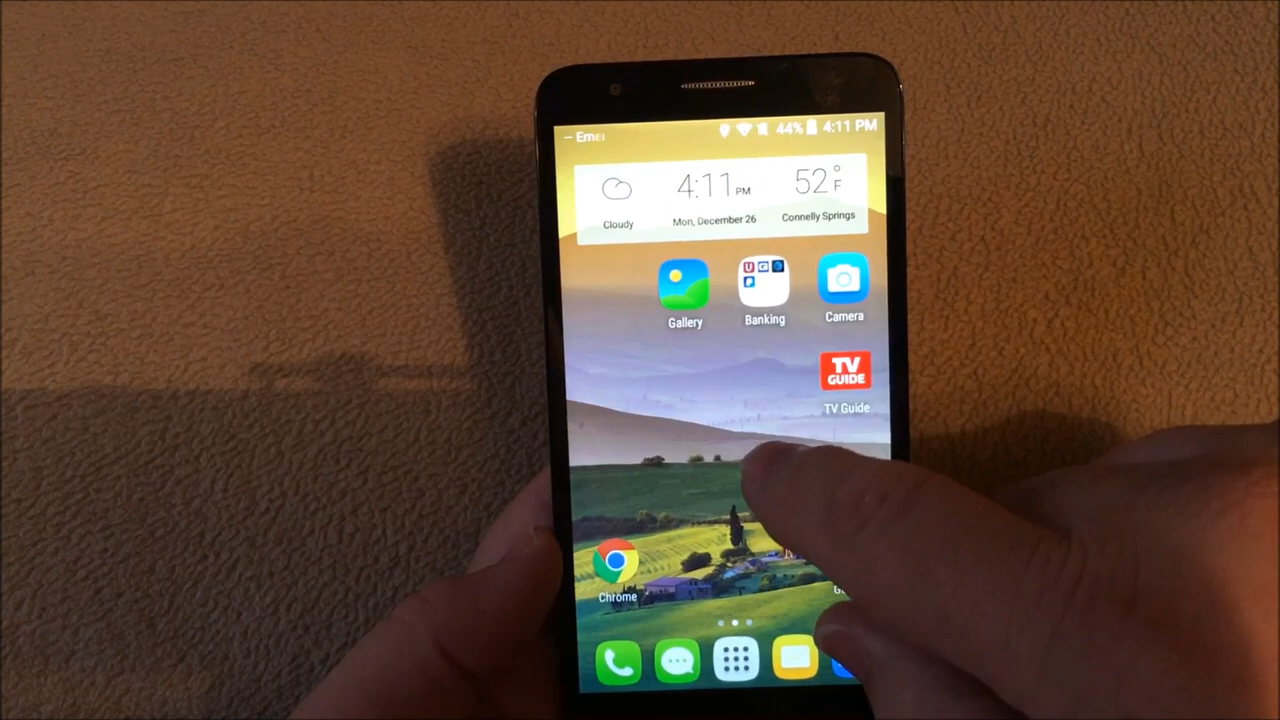 – Eme
44% 4:11 PM
4:11 PM 52°F
Cloudy Mon, December 26 Connelly Springs
U
P
Gallery Banking Camera
TV
GUIDE
TV Guide
Chrome